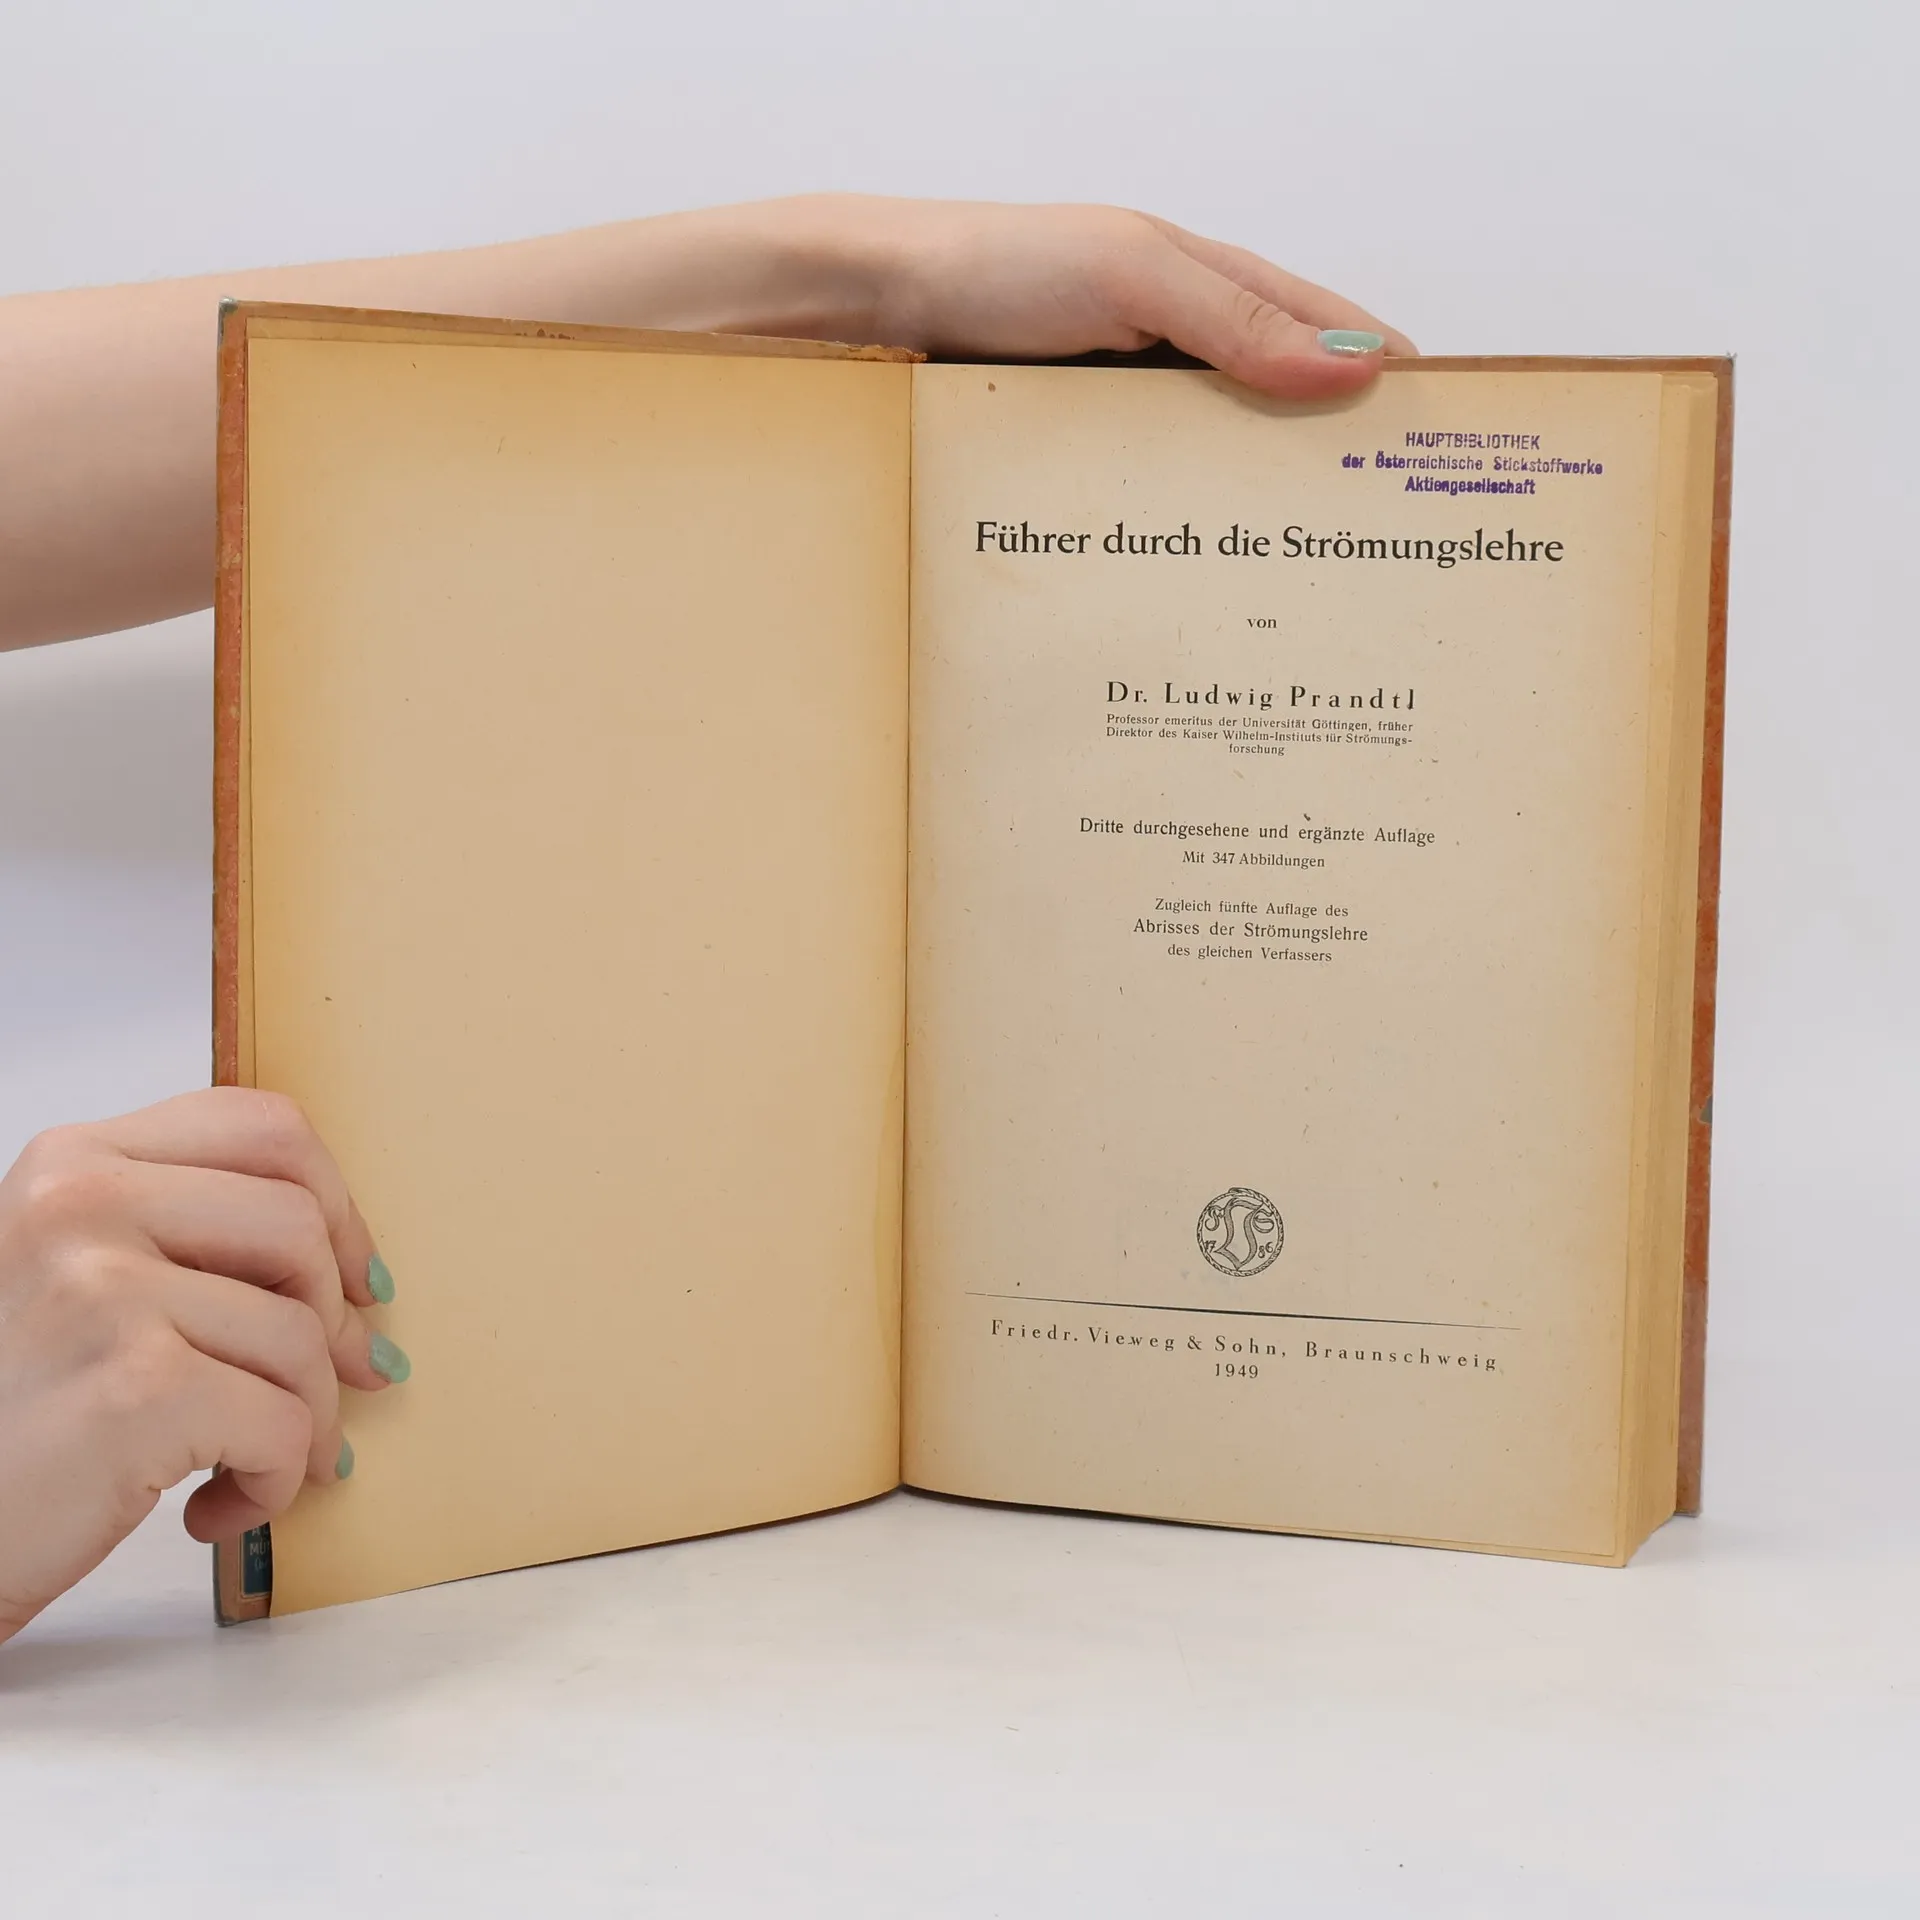 HAUPTBIBLIOTHEK
der Österreichische Stickstoffwerke
Aktiengesellschaft
Führer durch die Strömungslehre
von
Dr. Ludwig Prandtl
Professor emeritus der Universität Göttingen, früher
Direktor des Kaiser Wilhelm-Instituts für Strömungs-
forschung
Dritte durchgesehene und ergänzte Auflage
Mit 347 Abbildungen
Zugleich fünfte Auflage des
Abrisses der Strömungslehre
des gleichen Verfassers
17 86
Friedr. Vieweg & Sohn, Braunschweig
1949